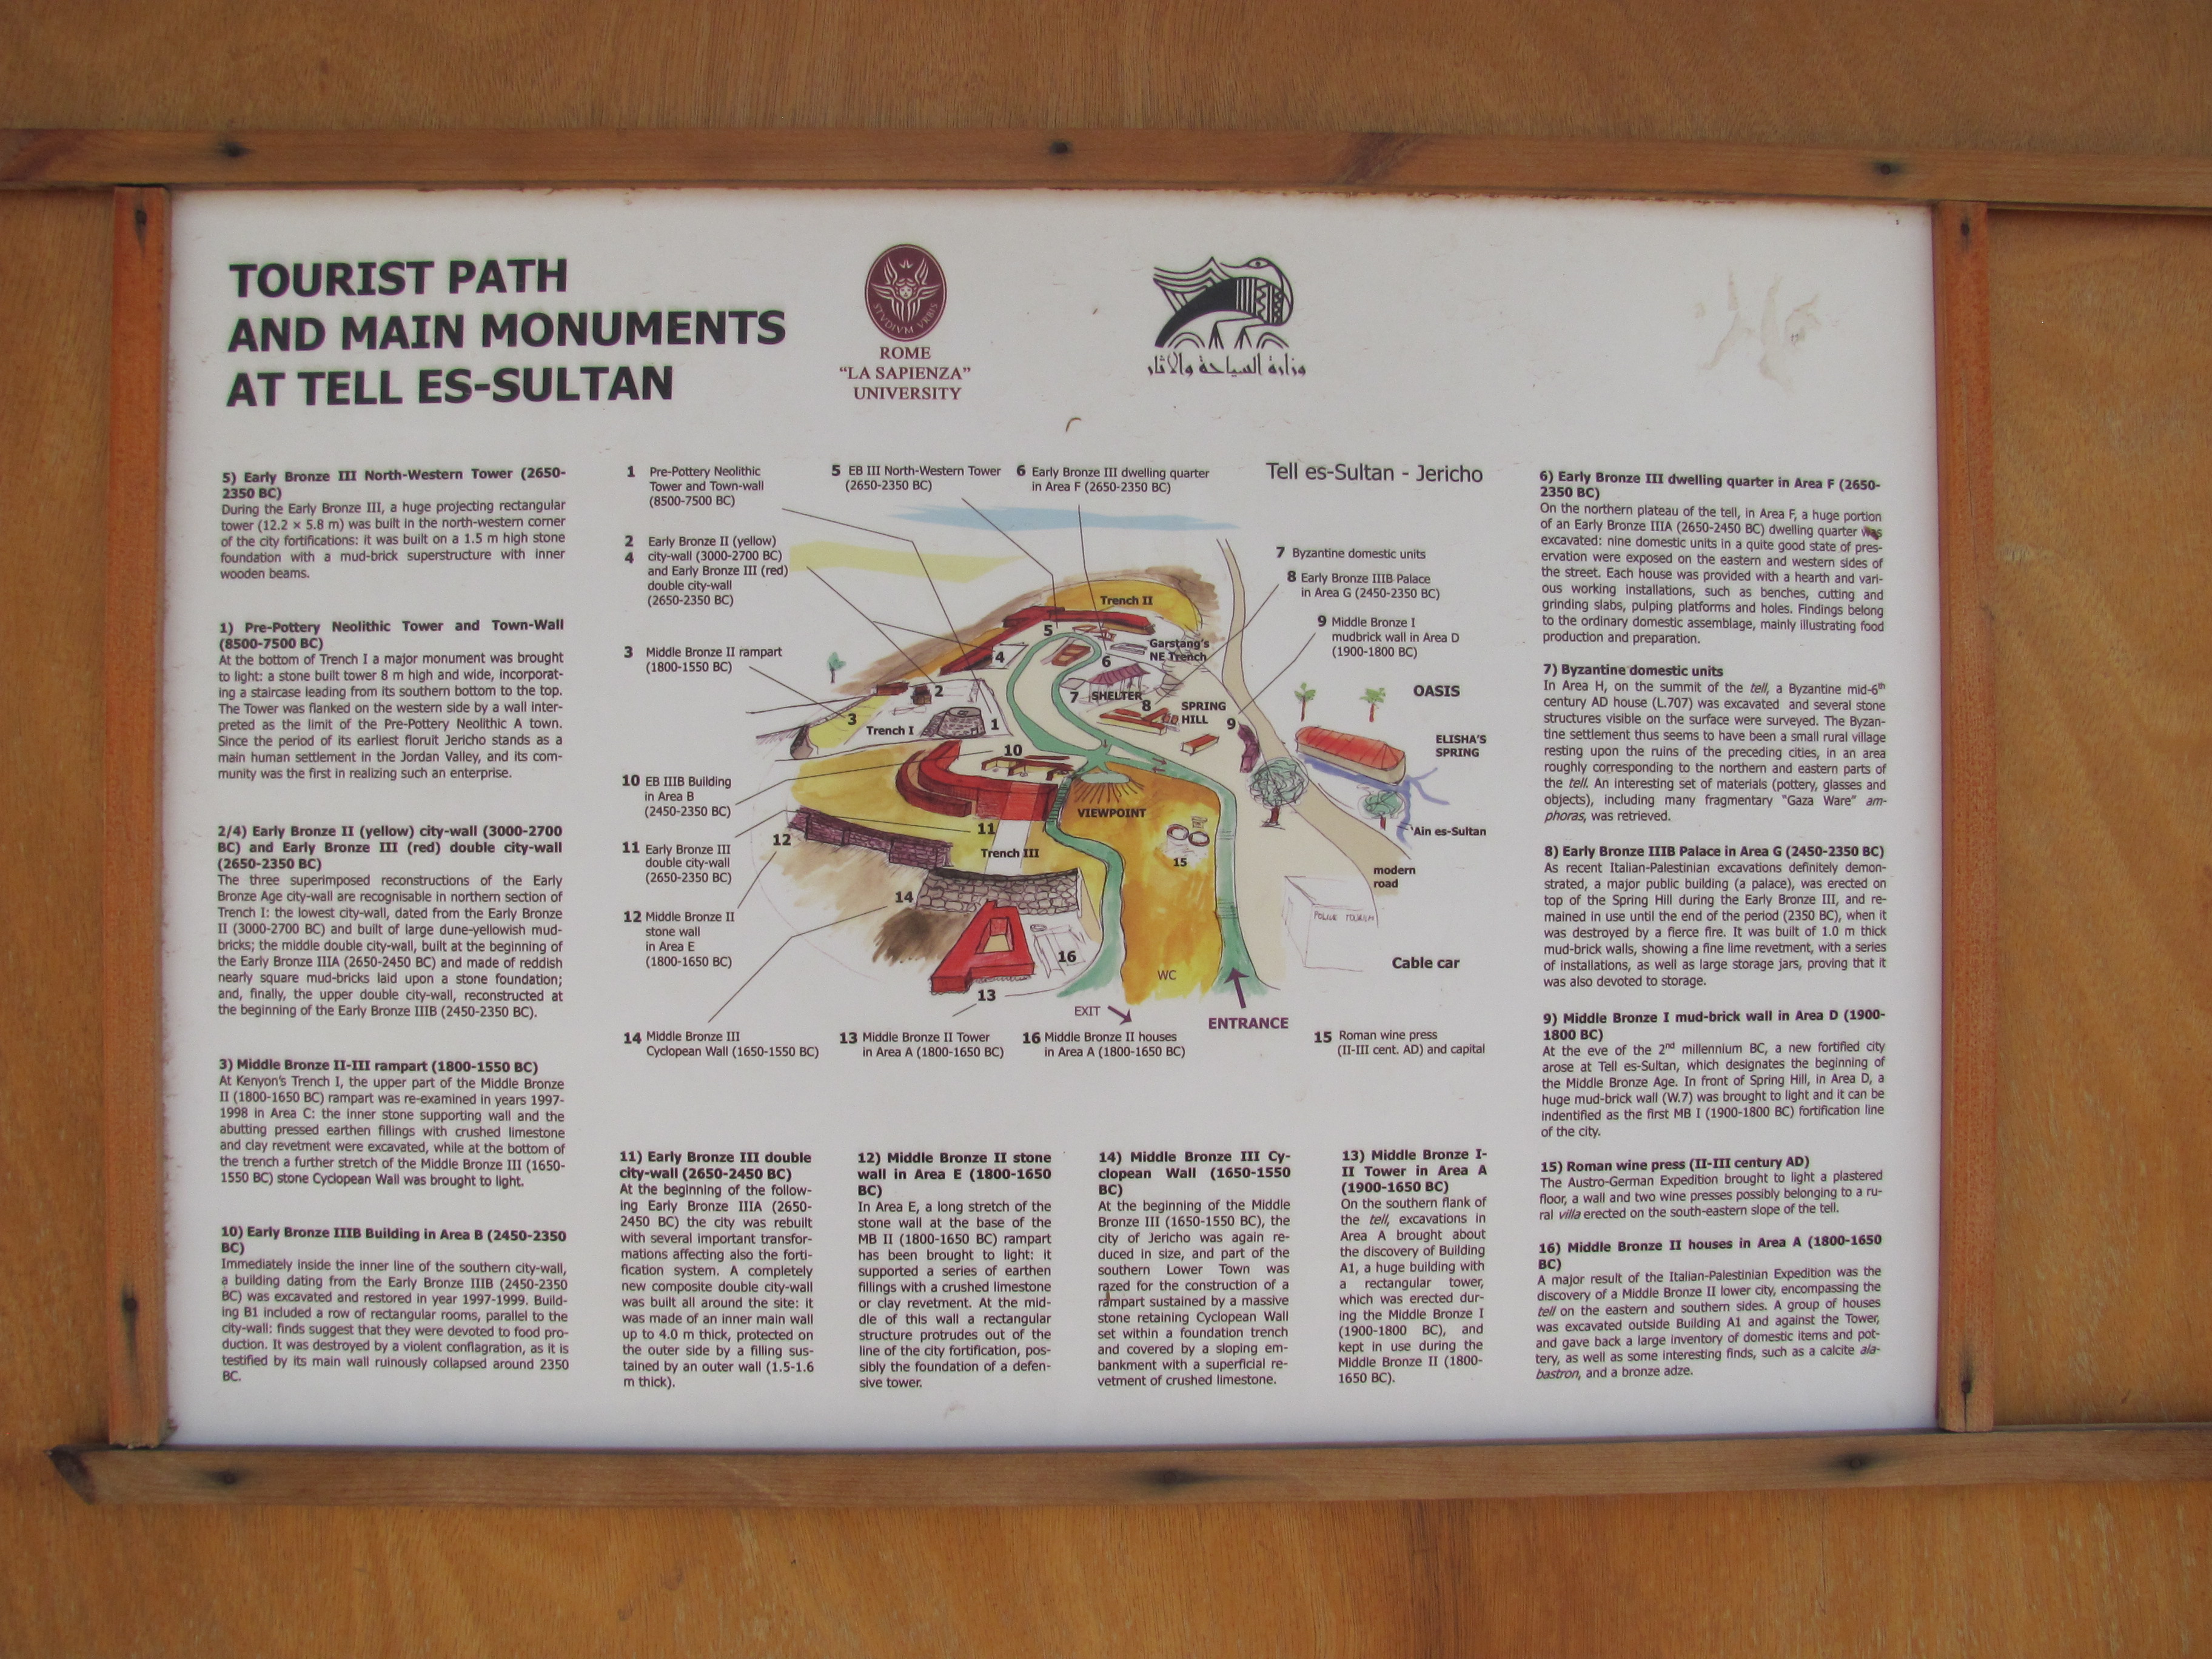 TOURIST PATH
AND MAIN MONUMENTS
AT TELL ES-SULTAN
STVDIVM VRBIS
ROME
“LA SAPIENZA”
UNIVERSITY
وزارة السياحة والآثار
5) Early Bronze III North-Western Tower (2650-
2350 BC)
During the Early Bronze III, a huge projecting rectangular
tower (12.2 × 5.8 m) was built in the north-western corner
of the city fortifications: it was built on a 1.5 m high stone
foundation with a mud-brick superstructure with inner
wooden beams.
1) Pre-Pottery Neolithic Tower and Town-Wall
(8500-7500 BC)
At the bottom of Trench I a major monument was brought
to light: a stone built tower 8 m high and wide, incorporat-
ing a staircase leading from its southern bottom to the top.
The Tower was flanked on the western side by a wall inter-
preted as the limit of the Pre-Pottery Neolithic A town.
Since the period of its earliest floruit Jericho stands as a
main human settlement in the Jordan Valley, and its com-
munity was the first in realizing such an enterprise.
2/4) Early Bronze II (yellow) city-wall (3000-2700
BC) and Early Bronze III (red) double city-wall
(2650-2350 BC)
The three superimposed reconstructions of the Early
Bronze Age city-wall are recognisable in northern section of
Trench I: the lowest city-wall, dated from the Early Bronze
II (3000-2700 BC) and built of large dune-yellowish mud-
bricks; the middle double city-wall, built at the beginning of
the Early Bronze IIIA (2650-2450 BC) and made of reddish
nearly square mud-bricks laid upon a stone foundation;
and, finally, the upper double city-wall, reconstructed at
the beginning of the Early Bronze IIIB (2450-2350 BC).
3) Middle Bronze II-III rampart (1800-1550 BC)
At Kenyon's Trench I, the upper part of the Middle Bronze
II (1800-1650 BC) rampart was re-examined in years 1997-
1998 in Area C: the inner stone supporting wall and the
abutting pressed earthen fillings with crushed limestone
and clay revetment were excavated, while at the bottom of
the trench a further stretch of the Middle Bronze III (1650-
1550 BC) stone Cyclopean Wall was brought to light.
10) Early Bronze IIIB Building in Area B (2450-2350
BC)
Immediately inside the inner line of the southern city-wall,
a building dating from the Early Bronze IIIB (2450-2350
BC) was excavated and restored in year 1997-1999. Build-
ing B1 included a row of rectangular rooms, parallel to the
city-wall: finds suggest that they were devoted to food pro-
duction. It was destroyed by a violent conflagration, as it is
testified by its main wall ruinously collapsed around 2350
BC.
1 Pre-Pottery Neolithic
Tower and Town-wall
(8500-7500 BC)
5 EB III North-Western Tower
(2650-2350 BC)
6 Early Bronze III dwelling quarter
in Area F (2650-2350 BC)
Tell es-Sultan - Jericho
2 Early Bronze II (yellow)
4 city-wall (3000-2700 BC)
and Early Bronze III (red)
double city-wall
(2650-2350 BC)
3 Middle Bronze II rampart
(1800-1550 BC)
10 EB IIIB Building
in Area B
(2450-2350 BC)
11 Early Bronze III
double city-wall
(2650-2350 BC)
12 Middle Bronze II
stone wall
in Area E
(1800-1650 BC)
7 Byzantine domestic units
8 Early Bronze IIIB Palace
in Area G (2450-2350 BC)
9 Middle Bronze I
mudbrick wall in Area D
(1900-1800 BC)
Trench II
5
Garstang's
NE Trench
4
6
2
7
SHELTER
8
SPRING
HILL
9
OASIS
3
Trench I
1
10
ELISHA'S
SPRING
VIEWPOINT
12
11
Trench III
15
'Ain es-Sultan
modern
road
14
POLICE TOURISM
16
WC
Cable car
13
EXIT
ENTRANCE
14 Middle Bronze III
Cyclopean Wall (1650-1550 BC)
13 Middle Bronze II Tower
in Area A (1800-1650 BC)
16 Middle Bronze II houses
in Area A (1800-1650 BC)
15 Roman wine press
(II-III cent. AD) and capital
11) Early Bronze III double
city-wall (2650-2450 BC)
At the beginning of the follow-
ing Early Bronze IIIA (2650-
2450 BC) the city was rebuilt
with several important transfor-
mations affecting also the forti-
fication system. A completely
new composite double city-wall
was built all around the site: it
was made of an inner main wall
up to 4.0 m thick, protected on
the outer side by a filling sus-
tained by an outer wall (1.5-1.6
m thick).
12) Middle Bronze II stone
wall in Area E (1800-1650
BC)
In Area E, a long stretch of the
stone wall at the base of the
MB II (1800-1650 BC) rampart
has been brought to light: it
supported a series of earthen
fillings with a crushed limestone
or clay revetment. At the mid-
dle of this wall a rectangular
structure protrudes out of the
line of the city fortification, pos-
sibly the foundation of a defen-
sive tower.
14) Middle Bronze III Cy-
clopean Wall (1650-1550
BC)
At the beginning of the Middle
Bronze III (1650-1550 BC), the
city of Jericho was again re-
duced in size, and part of the
southern Lower Town was
razed for the construction of a
rampart sustained by a massive
stone retaining Cyclopean Wall
set within a foundation trench
and covered by a sloping em-
bankment with a superficial re-
vetment of crushed limestone.
13) Middle Bronze I-
II Tower in Area A
(1900-1650 BC)
On the southern flank of
the tell, excavations in
Area A brought about
the discovery of Building
A1, a huge building with
a rectangular tower,
which was erected dur-
ing the Middle Bronze I
(1900-1800 BC), and
kept in use during the
Middle Bronze II (1800-
1650 BC).
6) Early Bronze III dwelling quarter in Area F (2650-
2350 BC)
On the northern plateau of the tell, in Area F, a huge portion
of an Early Bronze IIIA (2650-2450 BC) dwelling quarter was
excavated: nine domestic units in a quite good state of pres-
ervation were exposed on the eastern and western sides of
the street. Each house was provided with a hearth and vari-
ous working installations, such as benches, cutting and
grinding slabs, pulping platforms and holes. Findings belong
to the ordinary domestic assemblage, mainly illustrating food
production and preparation.
7) Byzantine domestic units
In Area H, on the summit of the tell, a Byzantine mid-6th
century AD house (L.707) was excavated and several stone
structures visible on the surface were surveyed. The Byzan-
tine settlement thus seems to have been a small rural village
resting upon the ruins of the preceding cities, in an area
roughly corresponding to the northern and eastern parts of
the tell. An interesting set of materials (pottery, glasses and
objects), including many fragmentary “Gaza Ware” am-
phoras, was retrieved.
8) Early Bronze IIIB Palace in Area G (2450-2350 BC)
As recent Italian-Palestinian excavations definitely demon-
strated, a major public building (a palace), was erected on
top of the Spring Hill during the Early Bronze III, and re-
mained in use until the end of the period (2350 BC), when it
was destroyed by a fierce fire. It was built of 1.0 m thick
mud-brick walls, showing a fine lime revetment, with a series
of installations, as well as large storage jars, proving that it
was also devoted to storage.
9) Middle Bronze I mud-brick wall in Area D (1900-
1800 BC)
At the eve of the 2nd millennium BC, a new fortified city
arose at Tell es-Sultan, which designates the beginning of
the Middle Bronze Age. In front of Spring Hill, in Area D, a
huge mud-brick wall (W.7) was brought to light and it can be
indentified as the first MB I (1900-1800 BC) fortification line
of the city.
15) Roman wine press (II-III century AD)
The Austro-German Expedition brought to light a plastered
floor, a wall and two wine presses possibly belonging to a ru-
ral villa erected on the south-eastern slope of the tell.
16) Middle Bronze II houses in Area A (1800-1650
BC)
A major result of the Italian-Palestinian Expedition was the
discovery of a Middle Bronze II lower city, encompassing the
tell on the eastern and southern sides. A group of houses
was excavated outside Building A1 and against the Tower,
and gave back a large inventory of domestic items and pot-
tery, as well as some interesting finds, such as a calcite ala-
bastron, and a bronze adze.